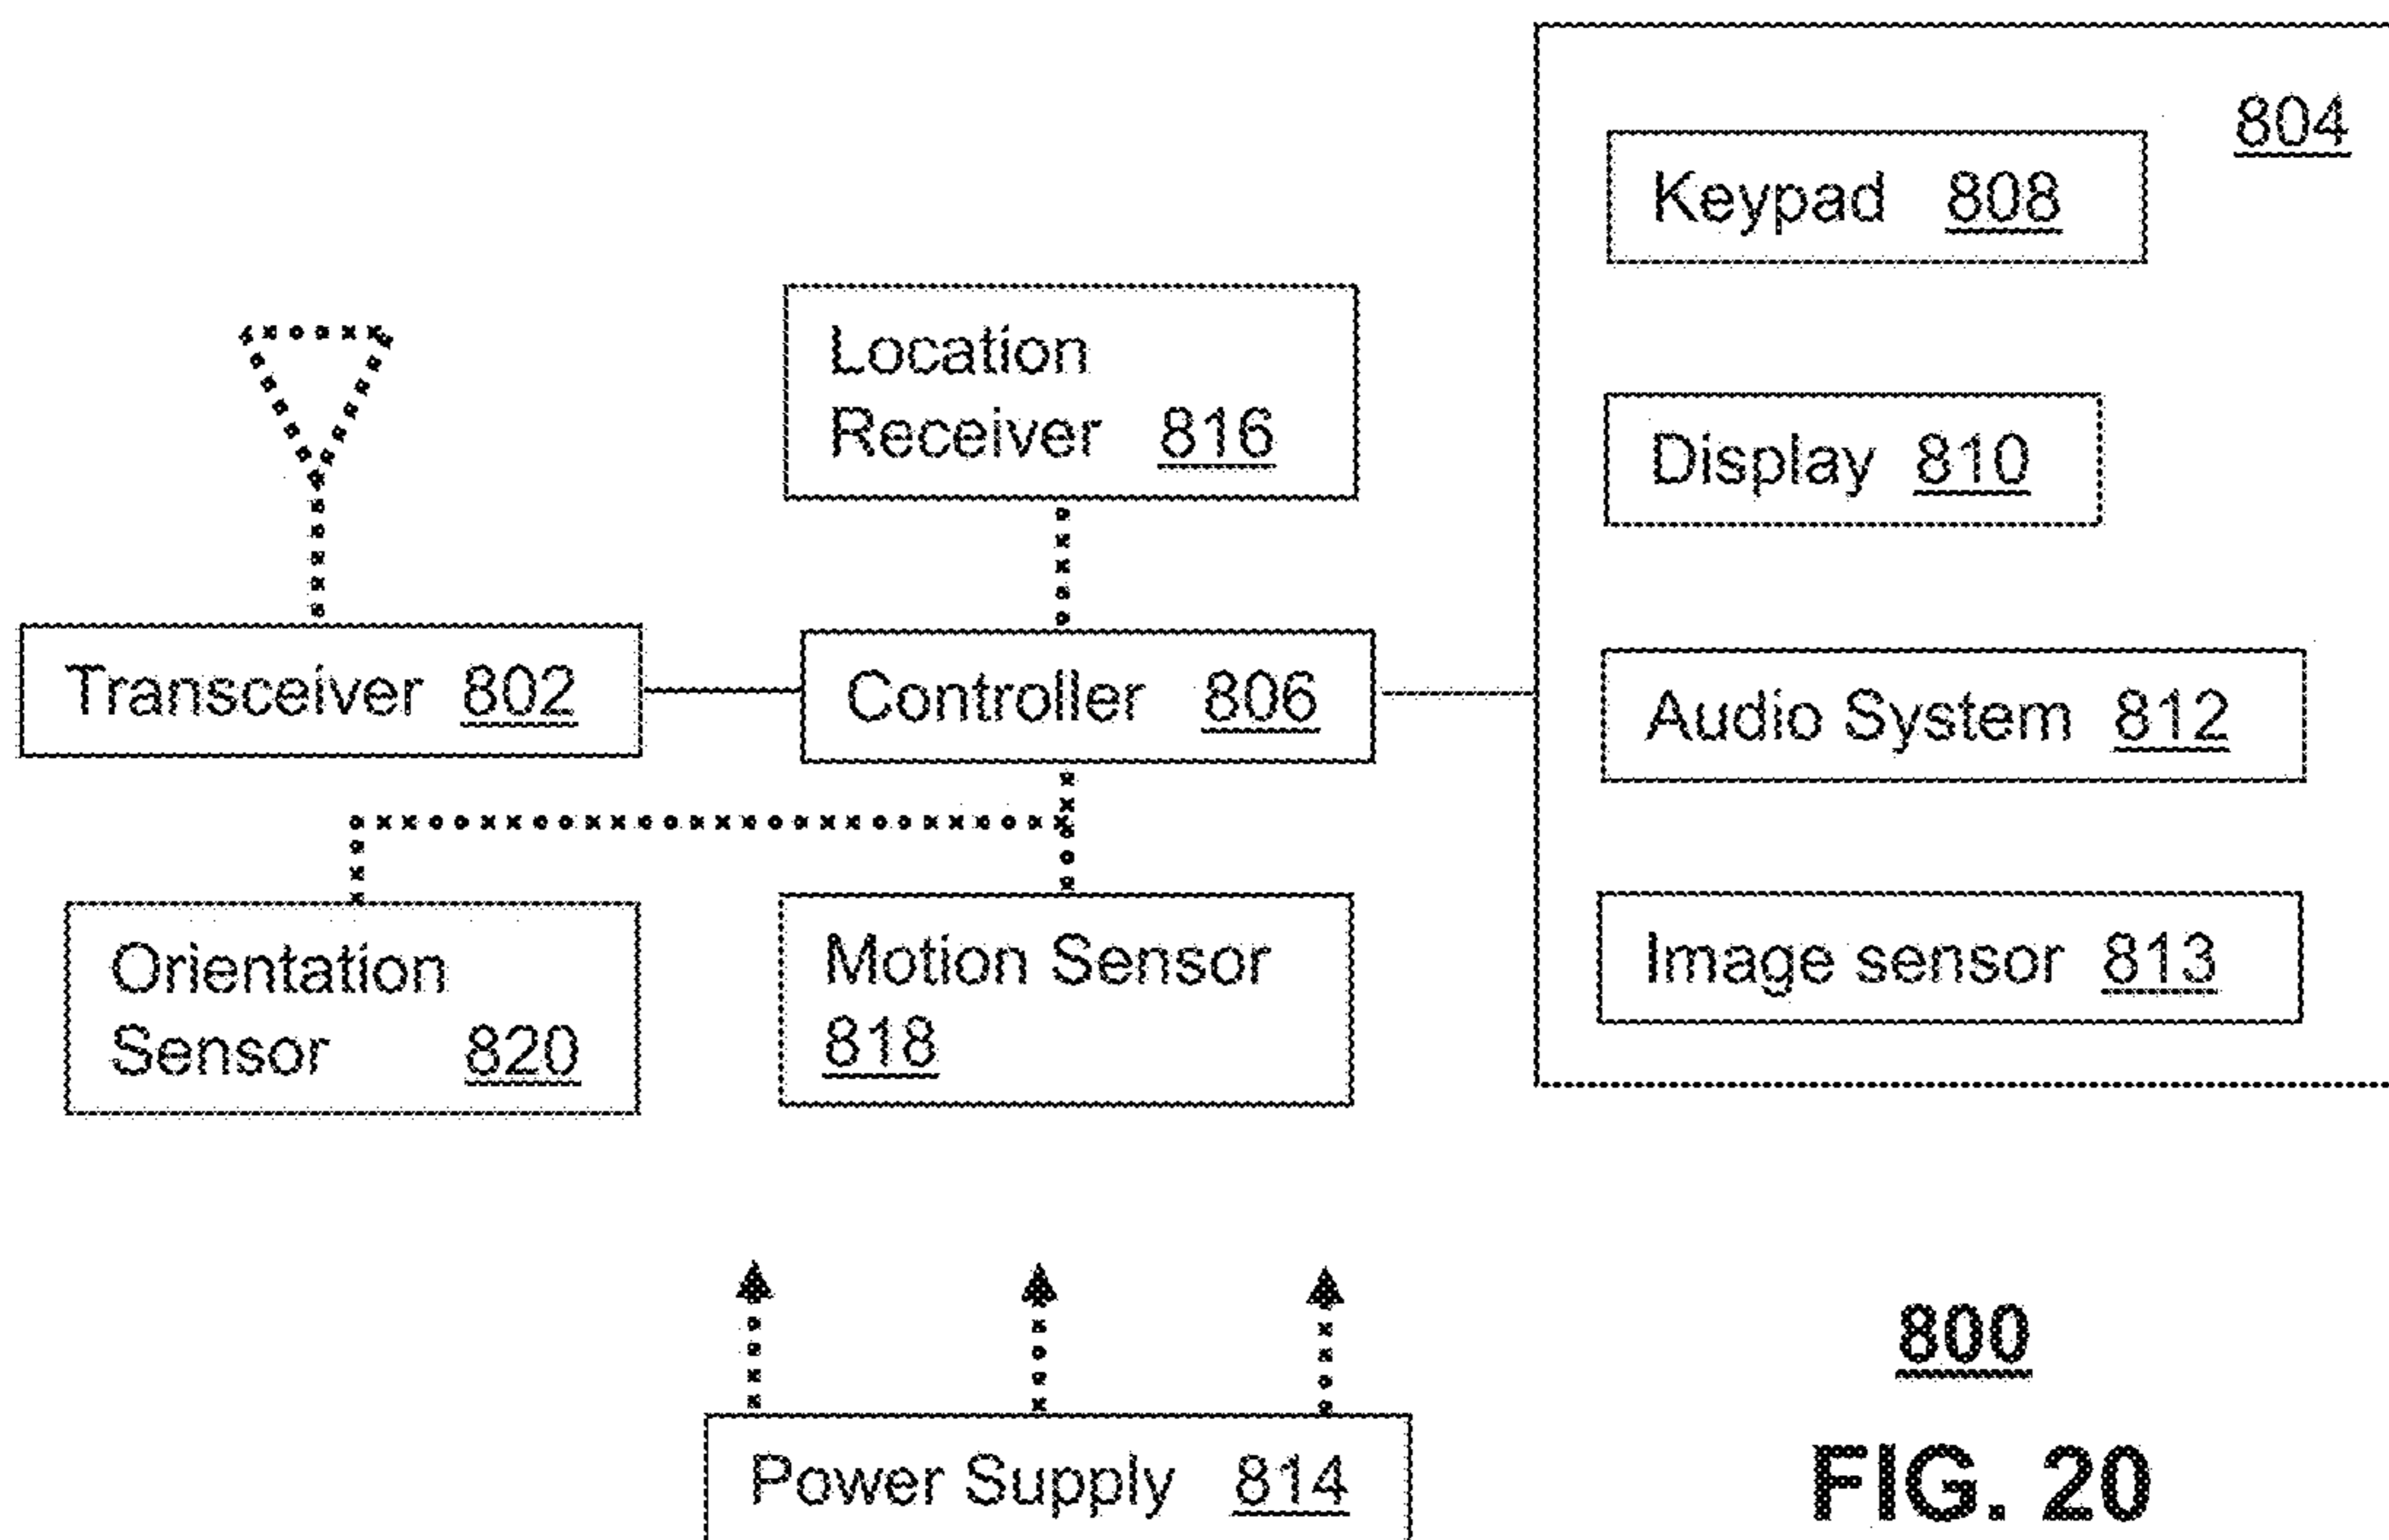 804
Keypad 808
Location
Receiver 816
Display 810
Transceiver 802
Controller 806
Audio System 812
Orientation
Sensor 820
Motion Sensor
818
Image sensor 813
Power Supply 814
800
FIG. 20